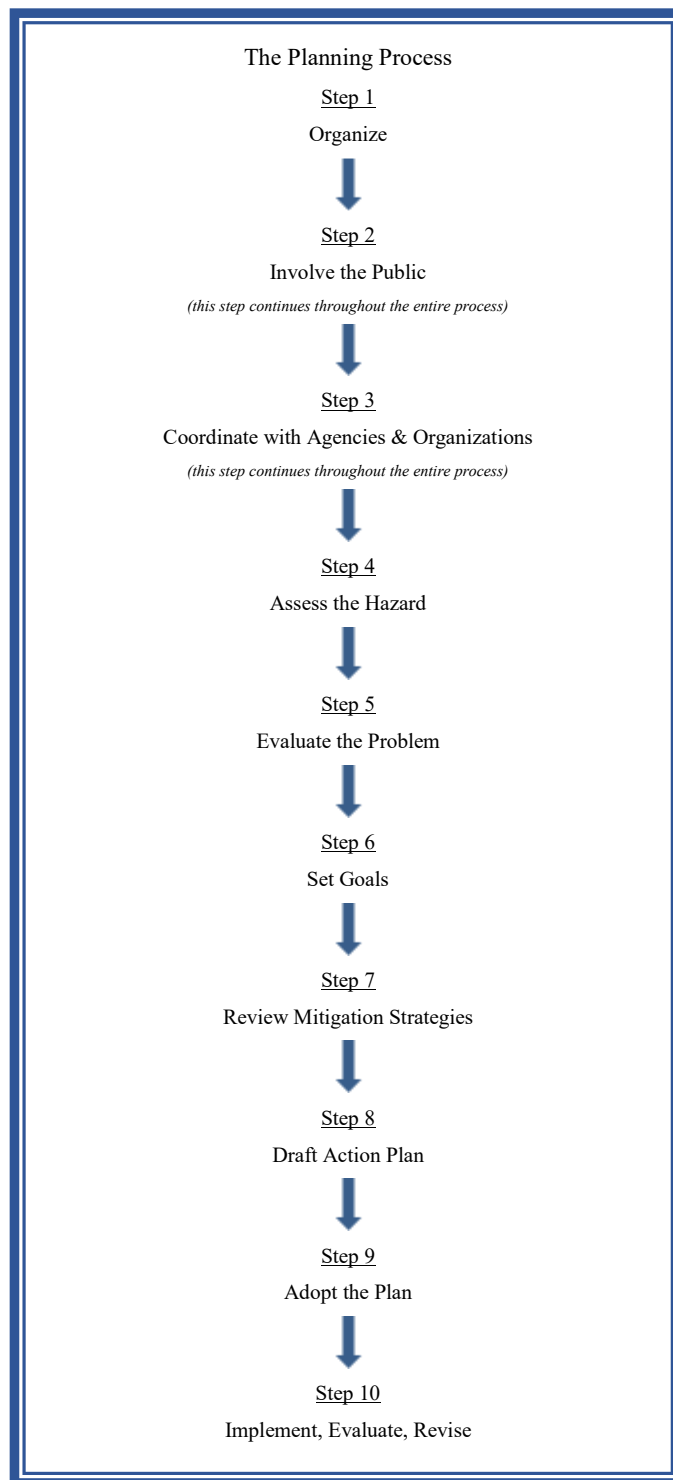 The Planning Process
Step 1
Organize
Step 2
Involve the Public
(this step continues throughout the entire process)
Step 3
Coordinate with Agencies & Organizations
(this step continues throughout the entire process)
Step 4
Assess the Hazard
Step 5
Evaluate the Problem
Step 6
Set Goals
Step 7
Review Mitigation Strategies
Step 8
Draft Action Plan
Step 9
Adopt the Plan
Step 10
Implement, Evaluate, Revise